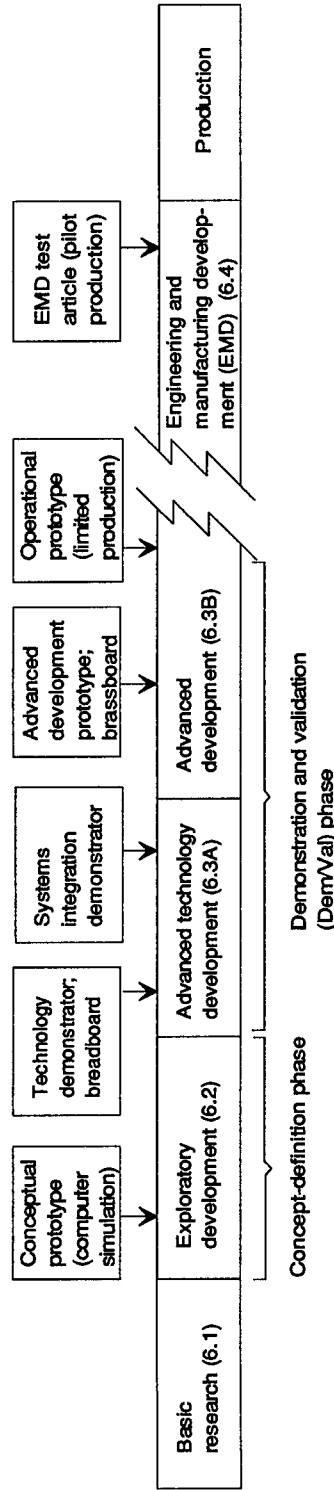 Conceptual
prototype
(computer
simulation)
Technology
demonstrator;
breadboard
Systems
integration
demonstrator
Advanced
development
prototype;
brassboard
Operational
prototype
(limited
production)
EMD test
article (pilot
production)
Basic
research (6.1)
Exploratory
development (6.2)
Advanced technology
development (6.3A)
Advanced
development (6.3B)
Engineering and
manufacturing develop-
ment (EMD) (6.4)
Production
Concept-definition phase
Demonstration and validation
(Dem/Val) phase